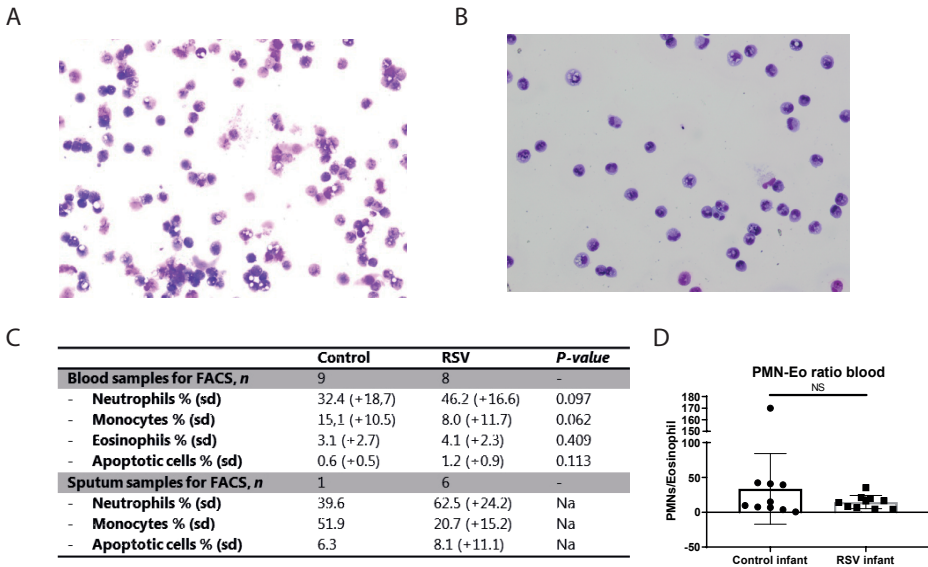 A
B
C
Control RSV P-value
Blood samples for FACS, n 9 8 -
- Neutrophils % (sd) 32.4 (+18,7) 46.2 (+16.6) 0.097
- Monocytes % (sd) 15,1 (+10.5) 8.0 (+11.7) 0.062
- Eosinophils % (sd) 3.1 (+2.7) 4.1 (+2.3) 0.409
- Apoptotic cells % (sd) 0.6 (+0.5) 1.2 (+0.9) 0.113
Sputum samples for FACS, n 1 6 -
- Neutrophils % (sd) 39.6 62.5 (+24.2) Na
- Monocytes % (sd) 51.9 20.7 (+15.2) Na
- Apoptotic cells % (sd) 6.3 8.1 (+11.1) Na
D
PMN-Eo ratio blood
NS
PMNs/Eosinophil
180
170
160
150
100
50
0
-50
Control infant RSV infant